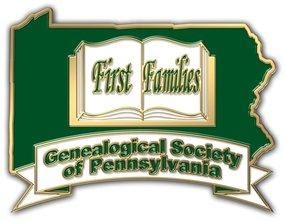 First Families
Genealogical Society
of Pennsylvania